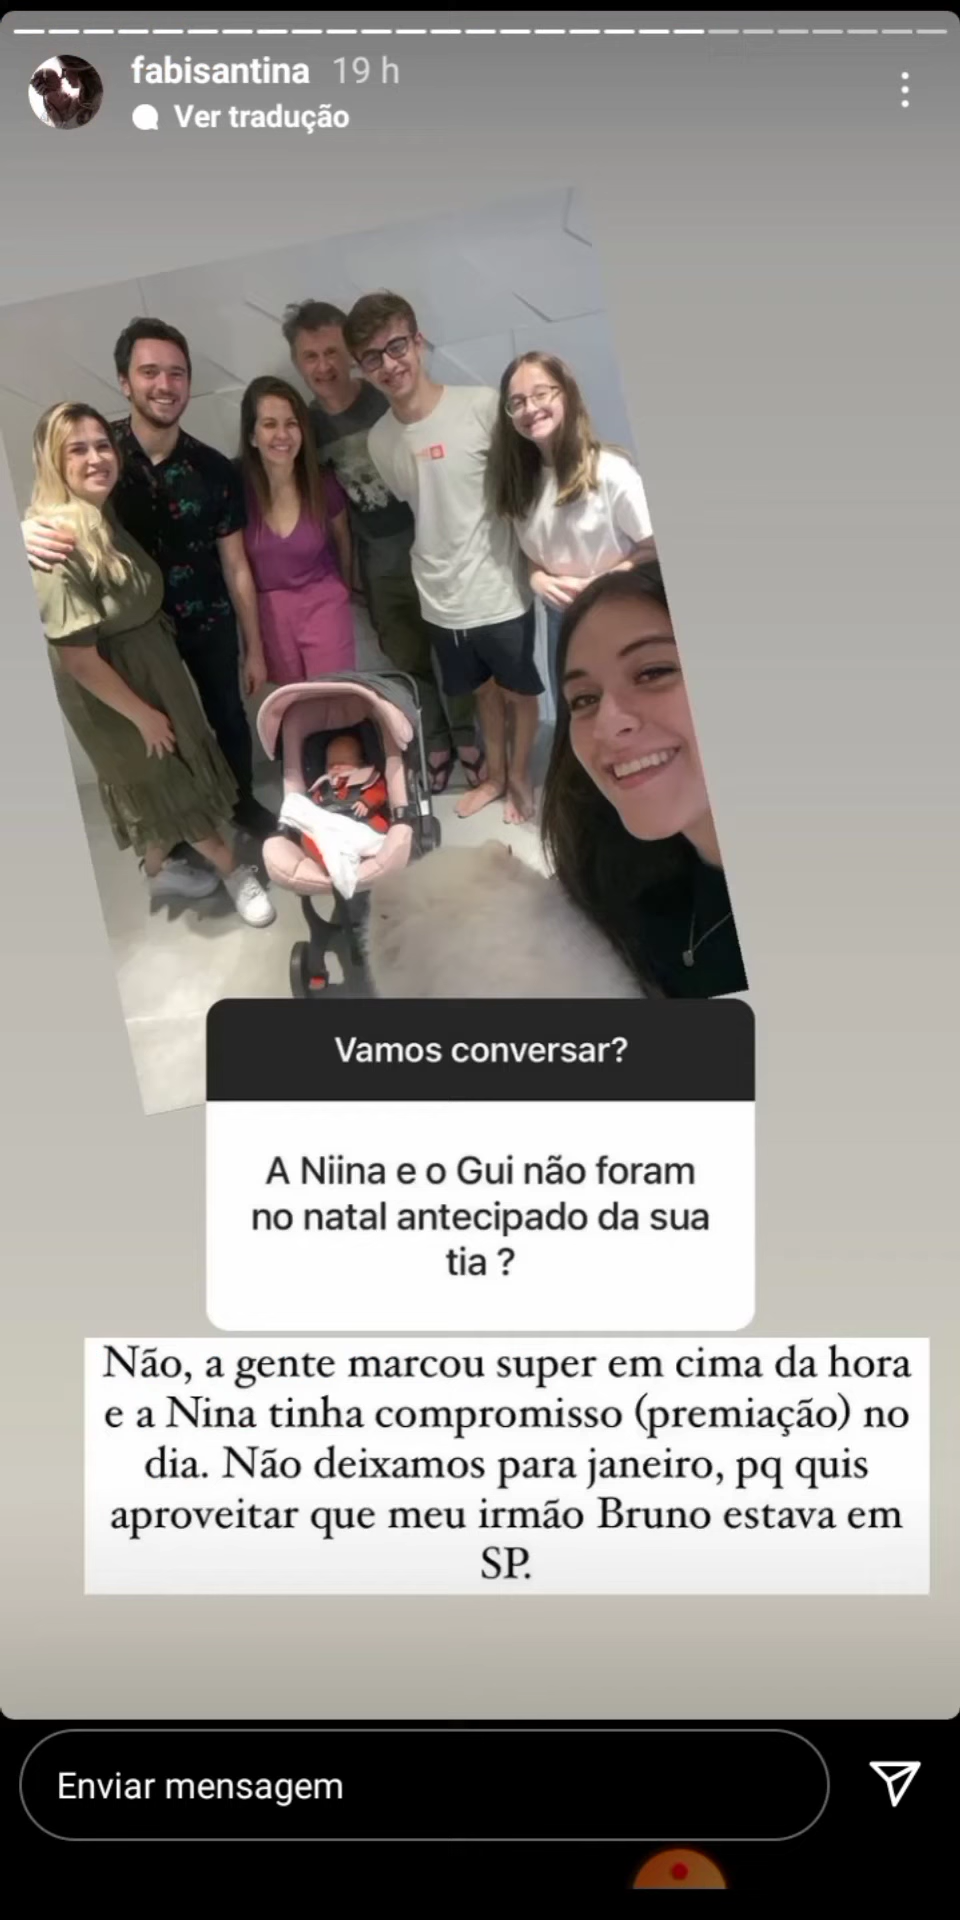 fabisantina 19 h
Ver tradução
Vamos conversar?
A Niina e o Gui não foram
no natal antecipado da sua
tia ?
Não, a gente marcou super em cima da hora
e a Nina tinha compromisso (premiação) no
dia. Não deixamos para janeiro, pq quis
aproveitar que meu irmão Bruno estava em
SP.
Enviar mensagem